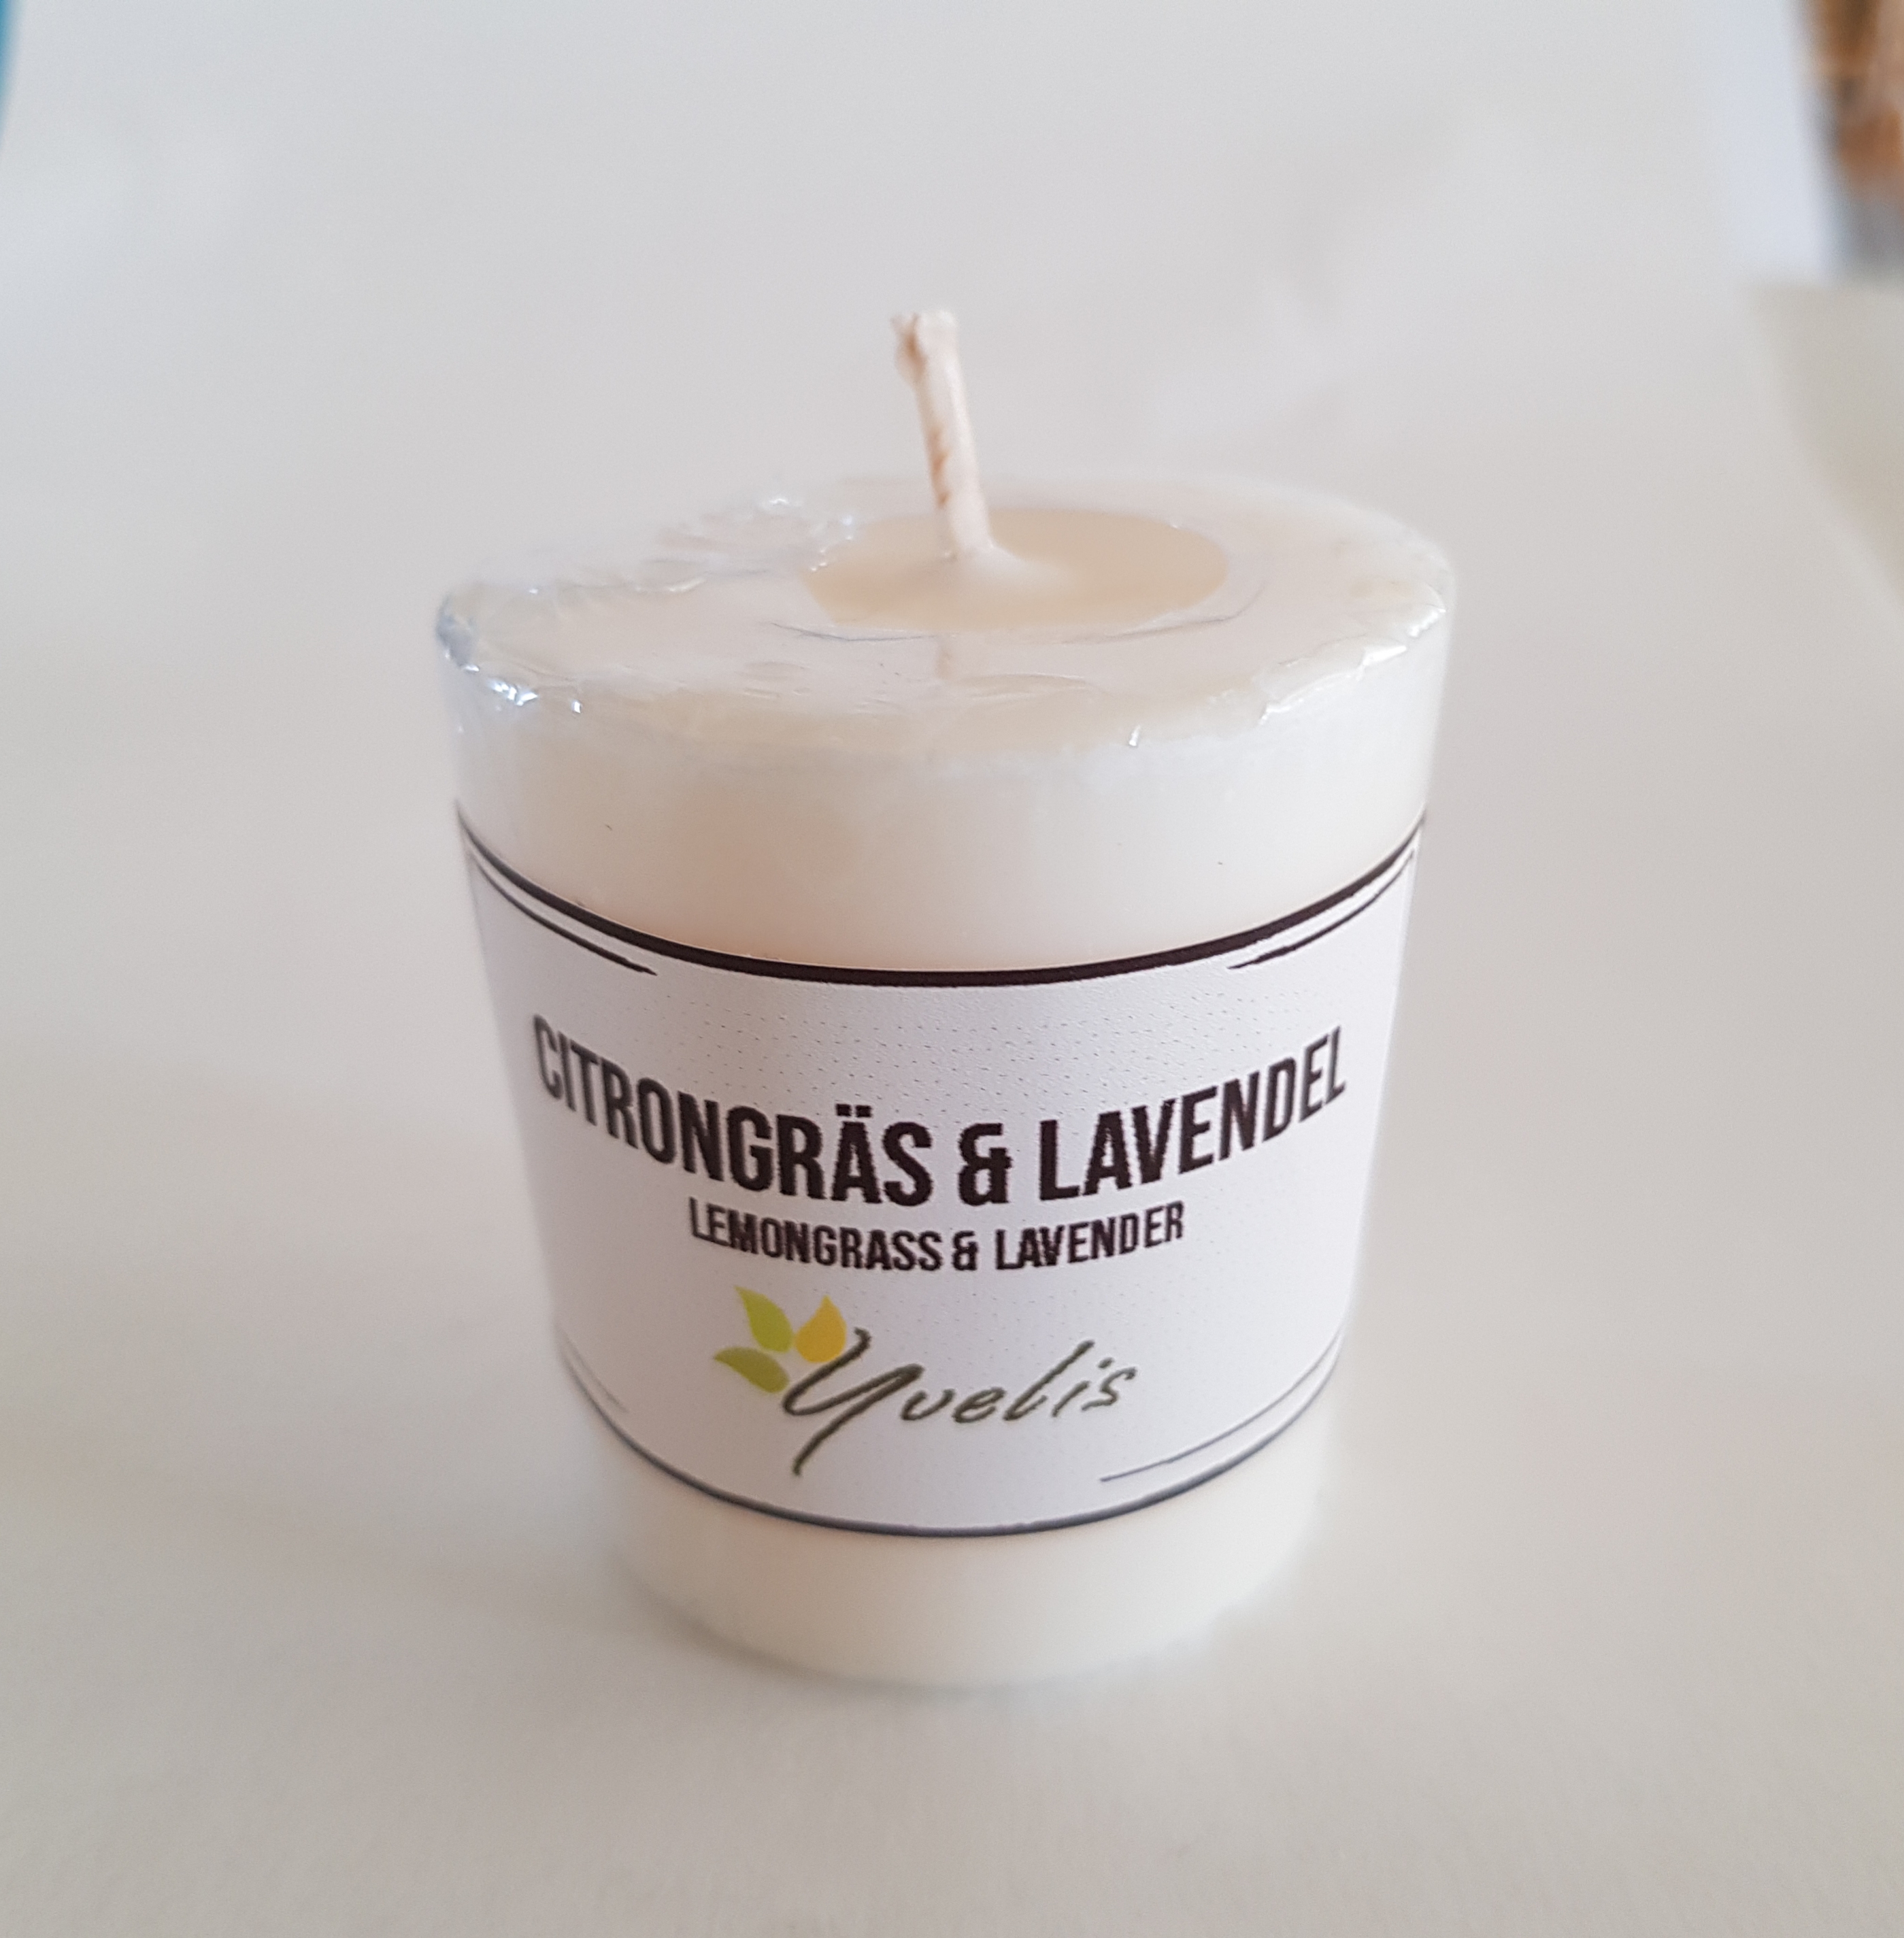 CITRONGRÄS & LAVENDEL
LEMONGRASS & LAVENDER
Yvelis